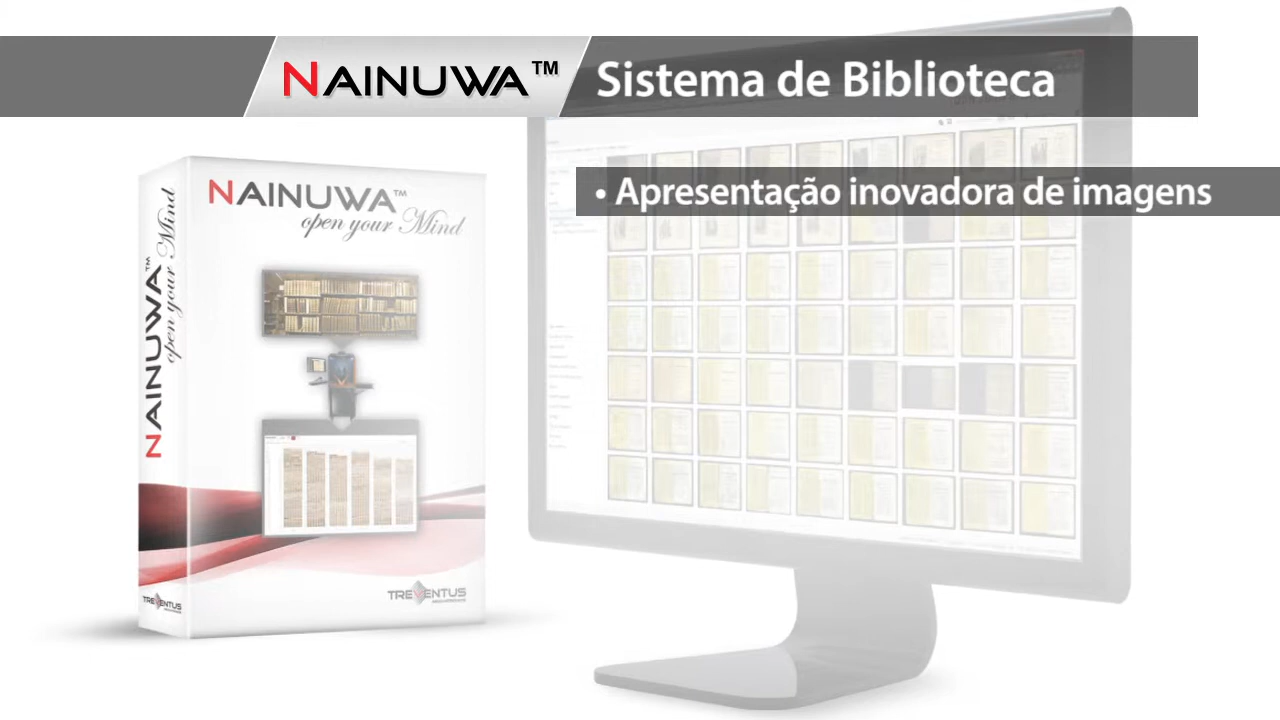 NAINUWA™ Sistema de Biblioteca
• Apresentação inovadora de imagens
NAINUWA™
open your Mind
NAINUWA™
open your Mind
TREVENTUS
TREVENTUS